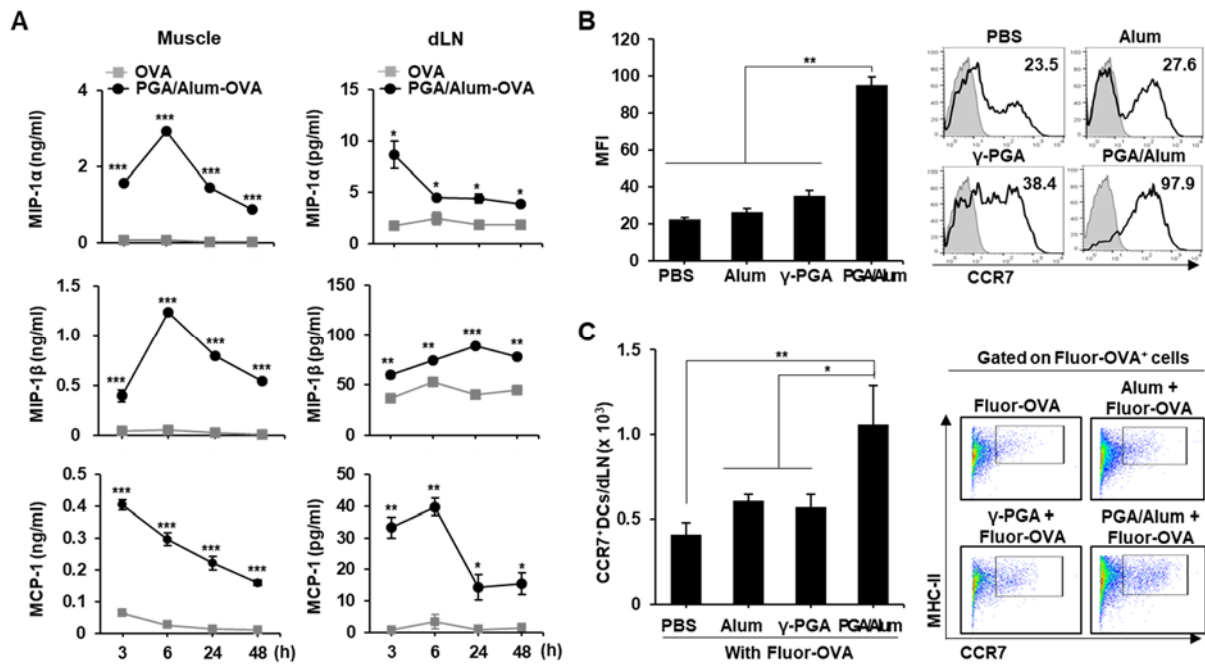 A
Muscle
dLN
OVA
PGA/Alum-OVA
OVA
PGA/Alum-OVA
MIP-1α(ng/ml)
4
2
0
***
***
***
***
MIP-1α(pg/ml)
15
10
5
0
*
*
*
*
MIP-1β(ng/ml)
1.5
1.0
0.5
0
***
***
***
***
MIP-1β(pg/ml)
150
100
50
0
**
**
***
**
MCP-1 (ng/ml)
0.5
0.4
0.3
0.2
0.1
0
***
***
***
***
3 6 24 48 (h)
MCP-1 (pg/ml)
50
40
30
20
10
0
**
**
*
*
3 6 24 48 (h)
B
MFI
120
100
80
60
40
20
0
**
PBS Alum γ-PGA PGA/Alum
PBS
23.5
Alum
27.6
γ-PGA
38.4
PGA/Alum
97.9
CCR7
C
CCR7+DCs/dLN(x 10³)
1.5
1.0
0.5
0
**
*
PBS Alum γ-PGA PGA/Alum
With Fluor-OVA
Gated on Fluor-OVA⁺ cells
Fluor-OVA
Alum +
Fluor-OVA
γ-PGA +
Fluor-OVA
PGA/Alum +
Fluor-OVA
MHC-II
CCR7